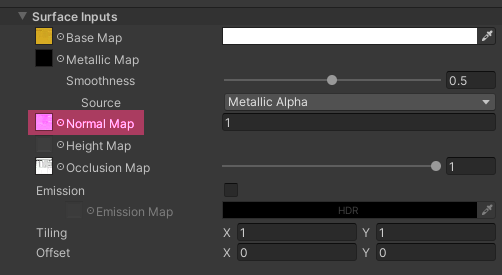 Surface Inputs
Base Map
Metallic Map
Smoothness 0.5
Source Metallic Alpha
Normal Map 1
Height Map
Occlusion Map 1
Emission
Emission Map HDR
Tiling X 1 Y 1
Offset X 0 Y 0